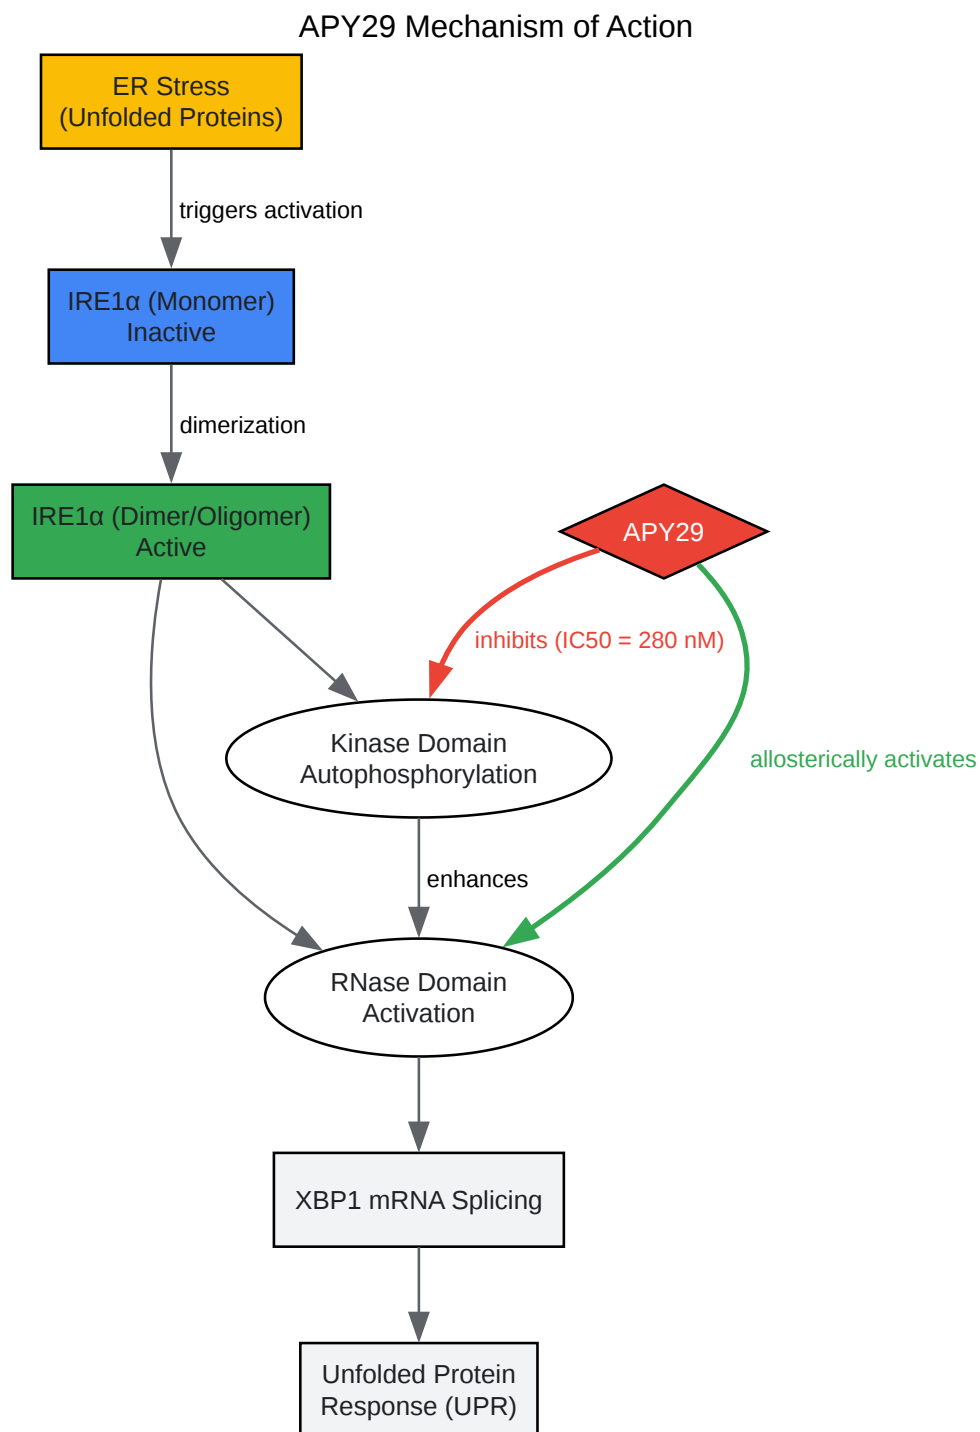 APY29 Mechanism of Action
ER Stress
(Unfolded Proteins)
triggers activation
IRE1α (Monomer)
Inactive
dimerization
IRE1α (Dimer/Oligomer)
Active
APY29
inhibits (IC50 = 280 nM)
Kinase Domain
Autophosphorylation
allosterically activates
enhances
RNase Domain
Activation
XBP1 mRNA Splicing
Unfolded Protein
Response (UPR)